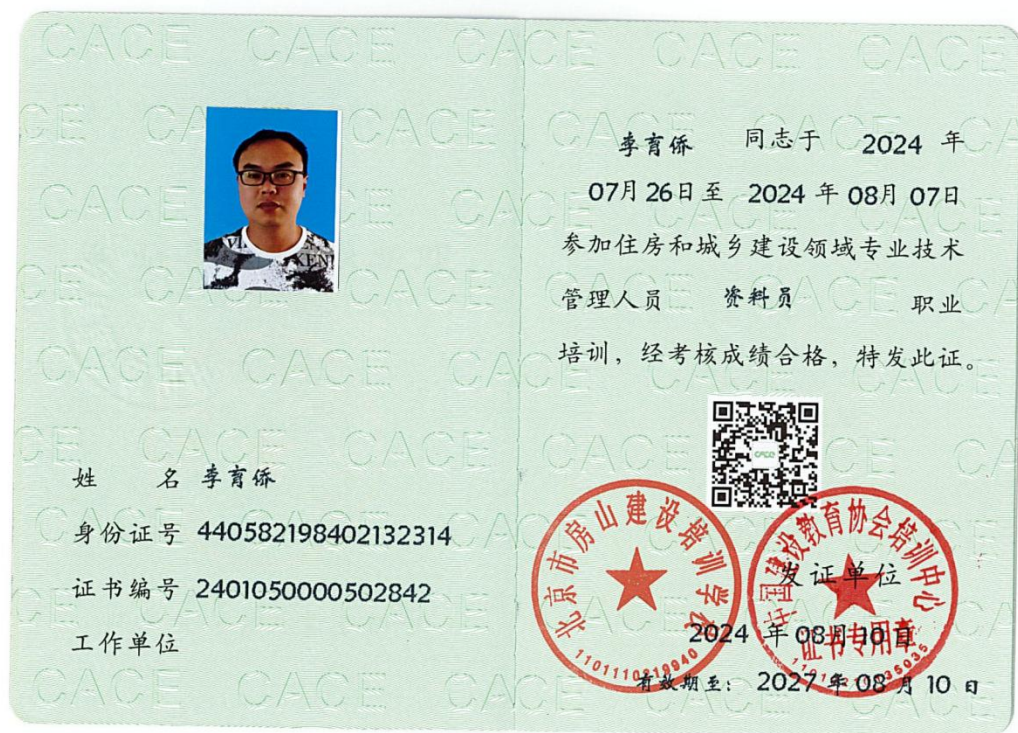 姓 名 李育侨
身份证号 440582198402132314
证书编号 2401050000502842
工作单位
李育侨 同志于 2024 年
07月 26日 至 2024 年 08月 07日
参加住房和城乡建设领域专业技术
管理人员 资料员 职业
培训，经考核成绩合格，特发此证。
北京市房山建设培训学校
中国建设教育协会培训中心
发证单位
2024 年 08月 10日
证书专用章
有效期至： 2027 年 08 月 10 日
CACE